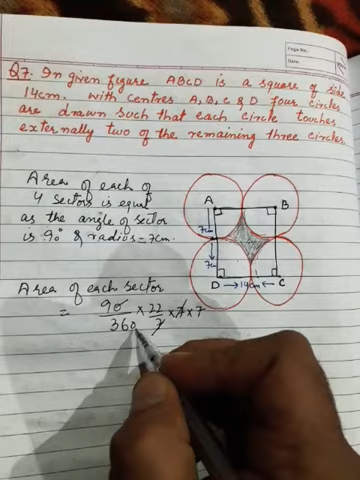 Page No.:
Date:
Q7. In given figure ABCD is a square of side
14cm. with centres A, B, C & D four circles
are drawn such that each circle touches
externally two of the remaining three circles.
Area of each of
4 sectors is equal
as the angle of sector
is 90° & radius = 7cm.
A
B
7cm
7cm
D → 14cm ← C
Area of each sector
= 90/360 × 22/7 × 7 × 7